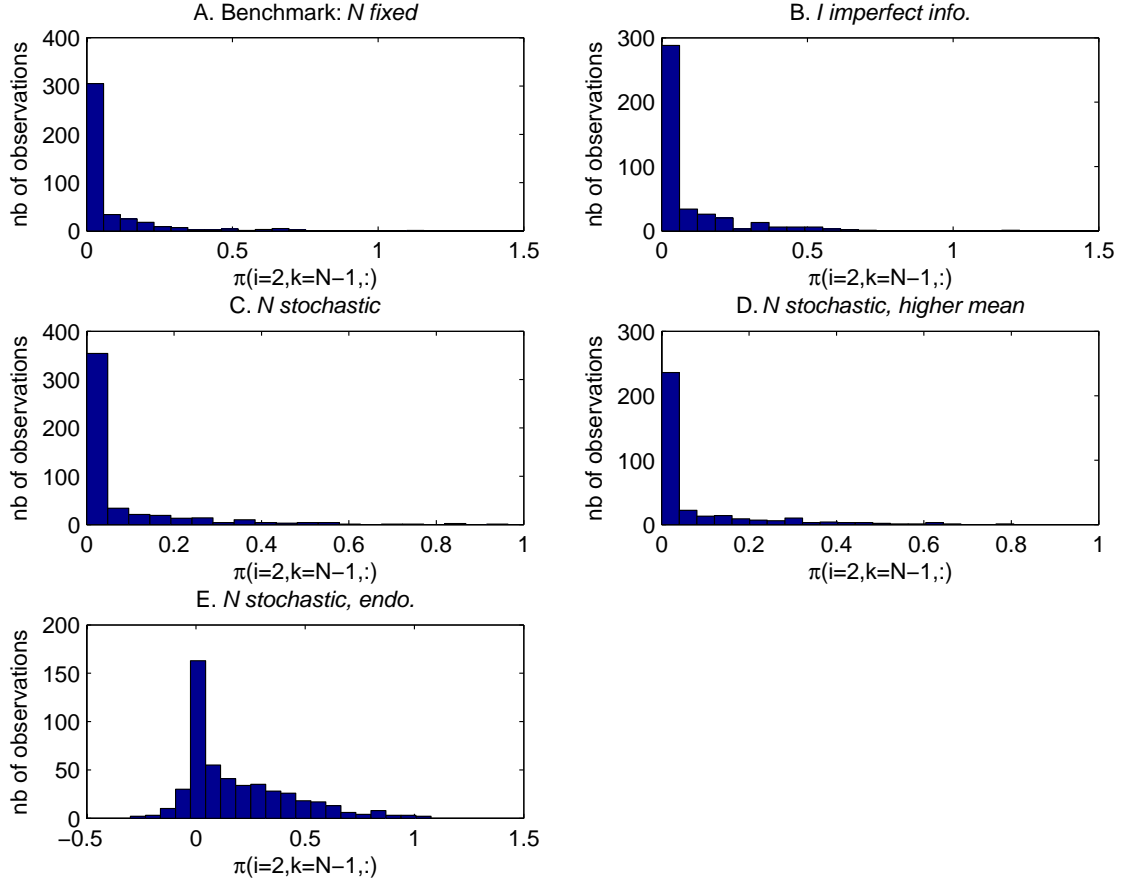 A. Benchmark: N fixed
400
300
200
100
0
nb of observations
0 0.5 1 1.5
π(i=2,k=N−1,:)
B. I imperfect info.
300
200
100
0
nb of observations
0 0.5 1 1.5
π(i=2,k=N−1,:)
C. N stochastic
400
300
200
100
0
nb of observations
0 0.2 0.4 0.6 0.8 1
π(i=2,k=N−1,:)
D. N stochastic, higher mean
300
200
100
0
nb of observations
0 0.2 0.4 0.6 0.8 1
π(i=2,k=N−1,:)
E. N stochastic, endo.
200
150
100
50
0
nb of observations
−0.5 0 0.5 1 1.5
π(i=2,k=N−1,:)